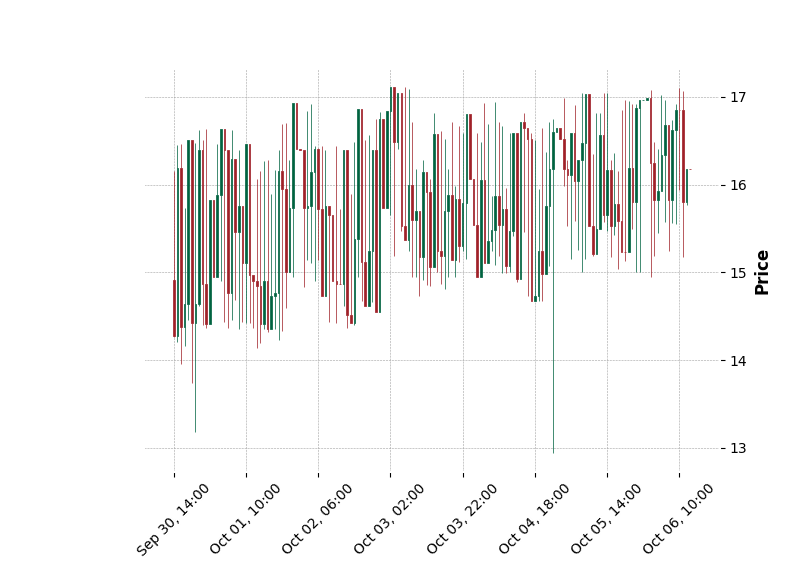 17
16
15
14
13
Price
Sep 30, 14:00
Oct 01, 10:00
Oct 02, 06:00
Oct 03, 02:00
Oct 03, 22:00
Oct 04, 18:00
Oct 05, 14:00
Oct 06, 10:00